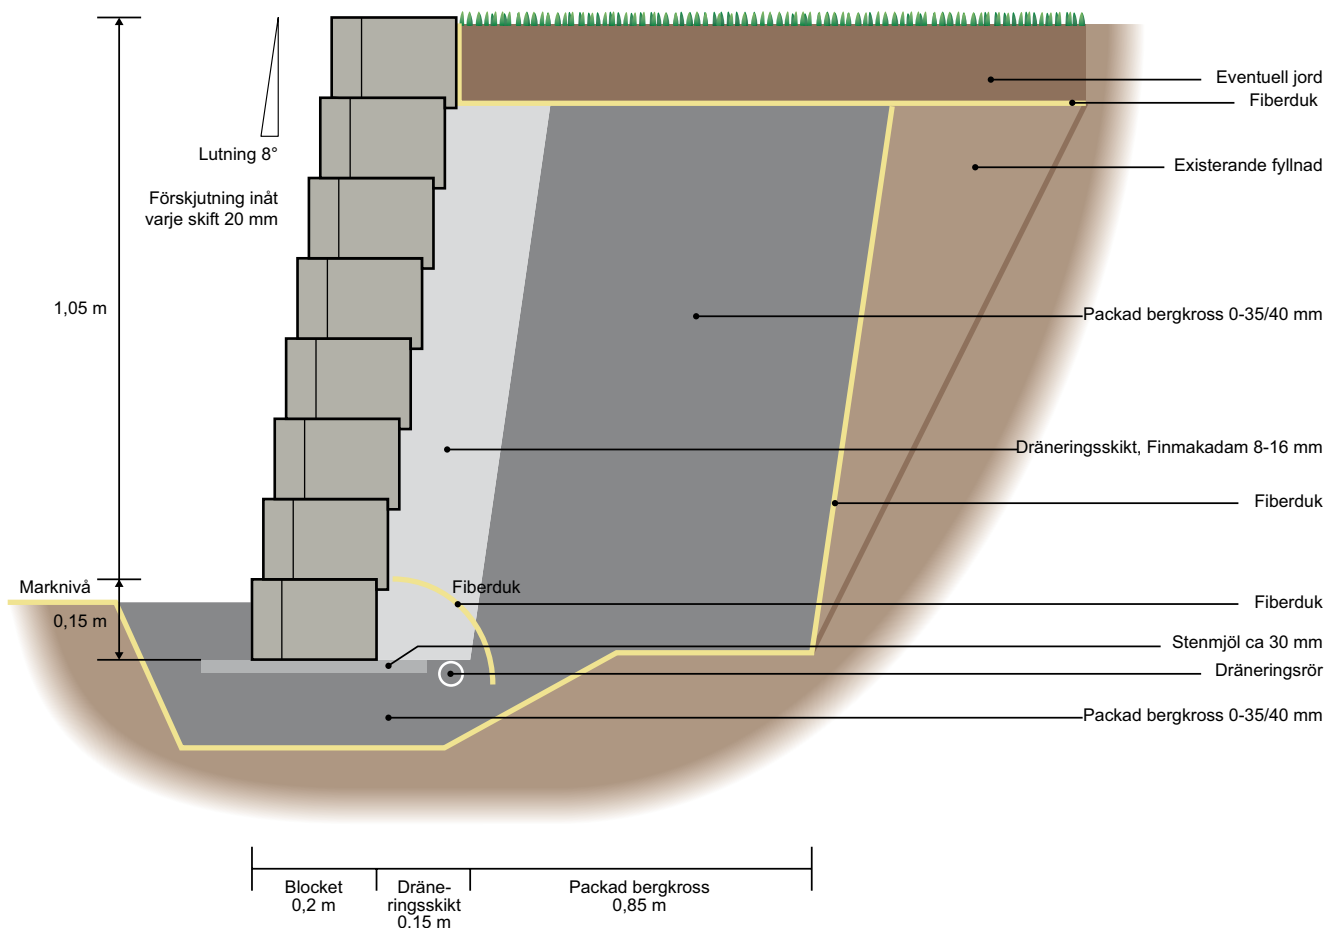 Eventuell jord
Fiberduk
Lutning 8°
Existerande fyllnad
Förskjutning inåt
varje skift 20 mm
1,05 m
Packad bergkross 0-35/40 mm
Dräneringsskikt, Finmakadam 8-16 mm
Fiberduk
Marknivå
Fiberduk
Fiberduk
0,15 m
Stenmjöl ca 30 mm
Dräneringsrör
Packad bergkross 0-35/40 mm
Blocket
0,2 m
Dräne-
ringsskikt
0,15 m
Packad bergkross
0,85 m